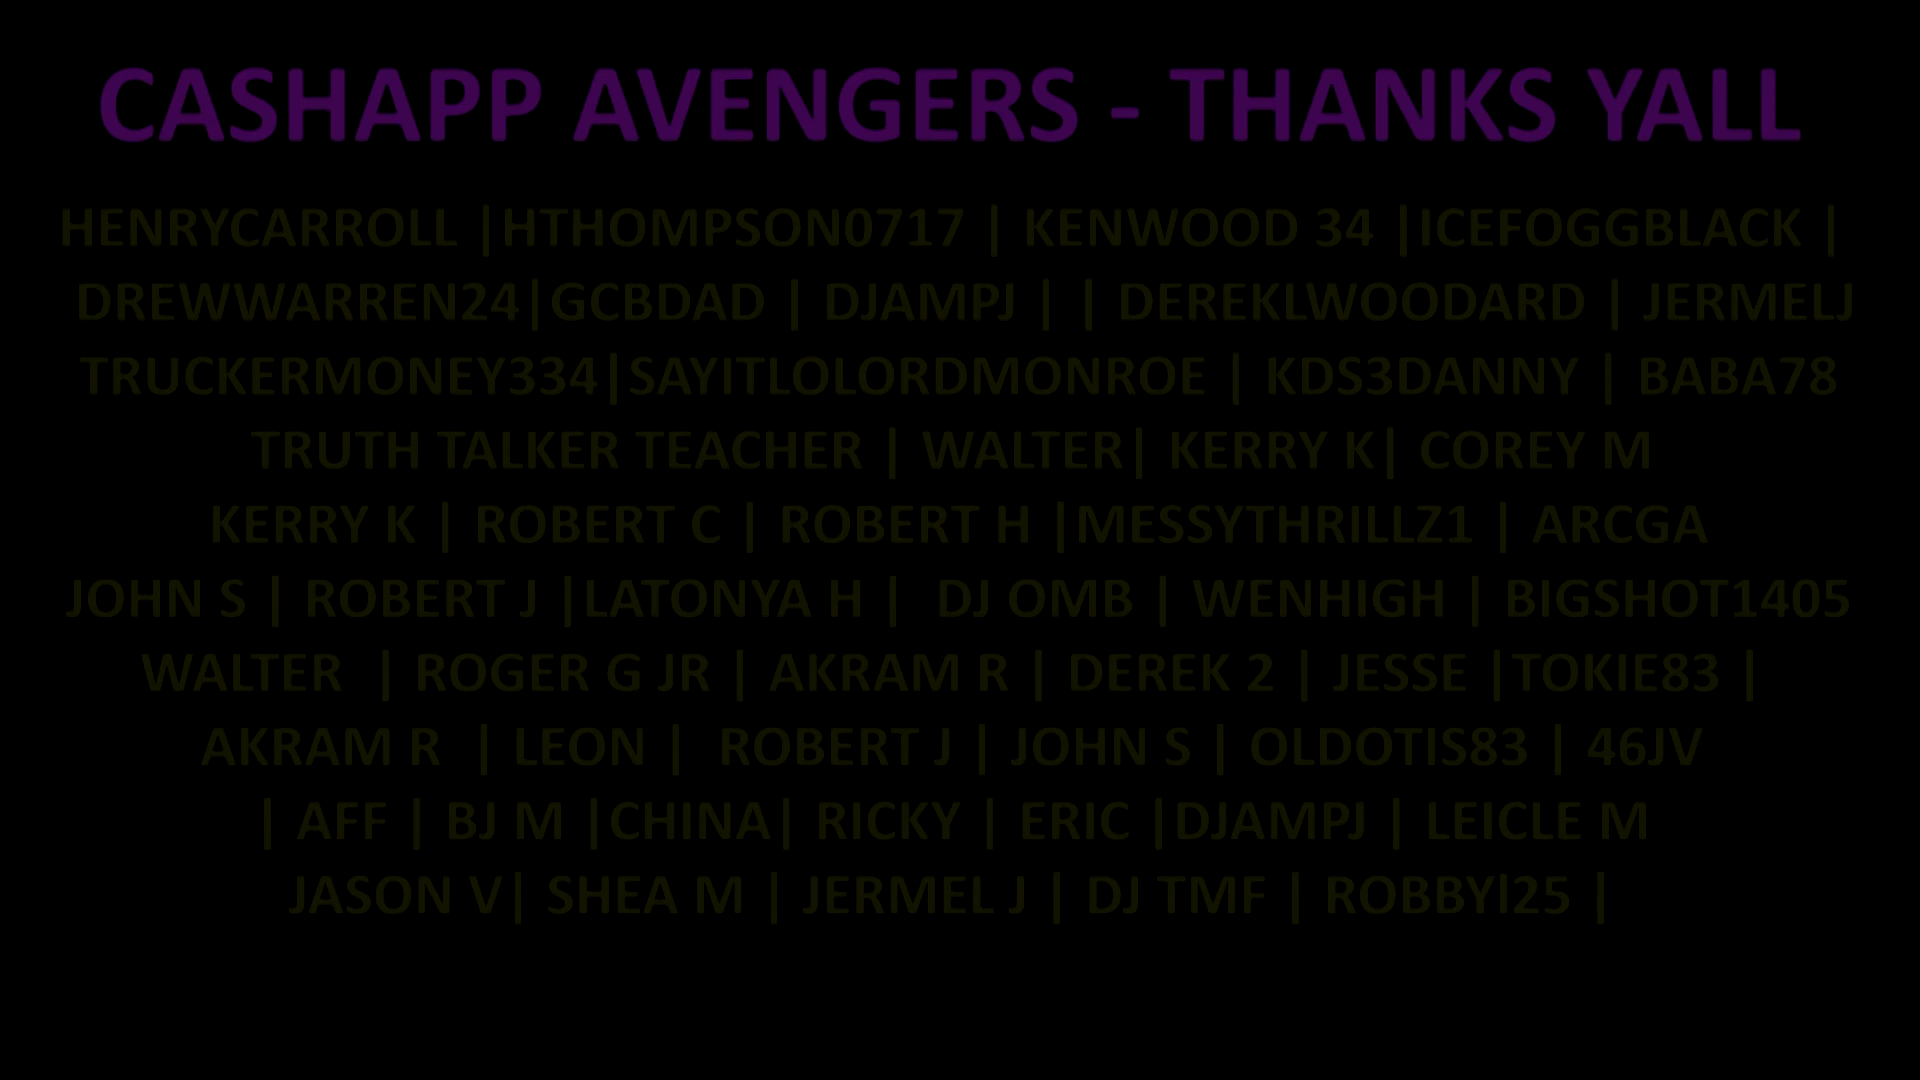 CASHAPP AVENGERS - THANKS YALL
HENRYCARROLL |HTHOMPSON0717 | KENWOOD 34 |ICEFOGGBLACK |
DREWWARREN24|GCBDAD | DJAMPJ | | DEREKLWOODARD | JERMELJ
TRUCKERMONEY334|SAYITLOLORDMONROE | KDS3DANNY | BABA78
TRUTH TALKER TEACHER | WALTER| KERRY K| COREY M
KERRY K | ROBERT C | ROBERT H |MESSYTHRILLZ1 | ARCGA
JOHN S | ROBERT J |LATONYA H |  DJ OMB | WENHIGH | BIGSHOT1405
WALTER  | ROGER G JR | AKRAM R | DEREK 2 | JESSE |TOKIE83 |
AKRAM R  | LEON |  ROBERT J | JOHN S | OLDOTIS83 | 46JV
| AFF | BJ M |CHINA| RICKY | ERIC |DJAMPJ | LEICLE M
JASON V| SHEA M | JERMEL J | DJ TMF | ROBBYl25 |